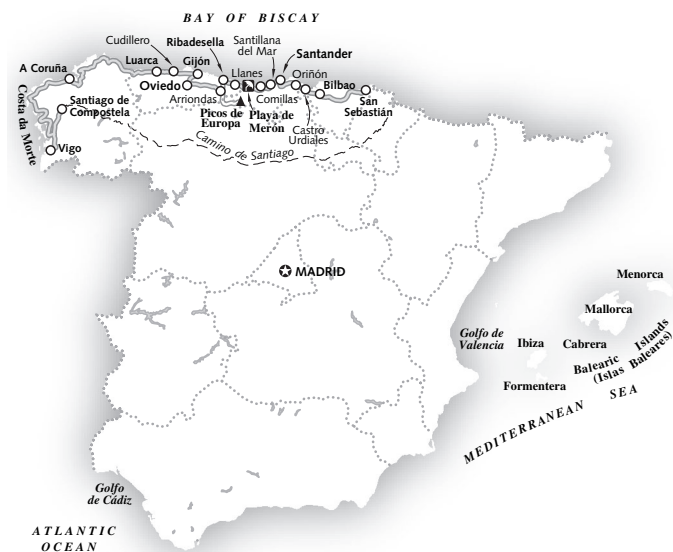 BAY OF BISCAY
Cudillero
Ribadesella
Santillana
del Mar
Santander
Luarca
Gijón
Llanes
Oriñón
A Coruña
Oviedo
Arriondas
Comillas
Bilbao
San
Sebastián
Costa da Morte
Santiago de
Compostela
Picos de
Europa
Playa de
Merón
Castro
Urdiales
Camino de Santiago
Vigo
MADRID
Menorca
Mallorca
Golfo de
Valencia
Ibiza
Cabrera
Balearic Islands
(Islas Baleares)
Formentera
MEDITERRANEAN SEA
Golfo
de Cádiz
ATLANTIC
OCEAN